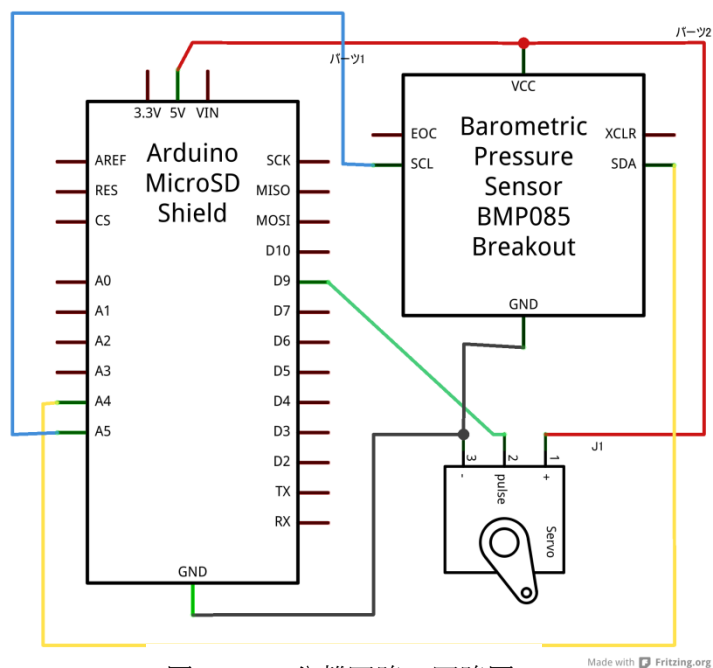 パーツ1
パーツ2
3.3V 5V VIN
Arduino
MicroSD
Shield
AREF
RES
CS
A0
A1
A2
A3
A4
A5
SCK
MISO
MOSI
D10
D9
D7
D6
D5
D4
D3
D2
TX
RX
GND
VCC
EOC
SCL
Barometric
Pressure
Sensor
BMP085
Breakout
XCLR
SDA
GND
J1
3 2 1
- pulse +
Servo
Made with Fritzing.org